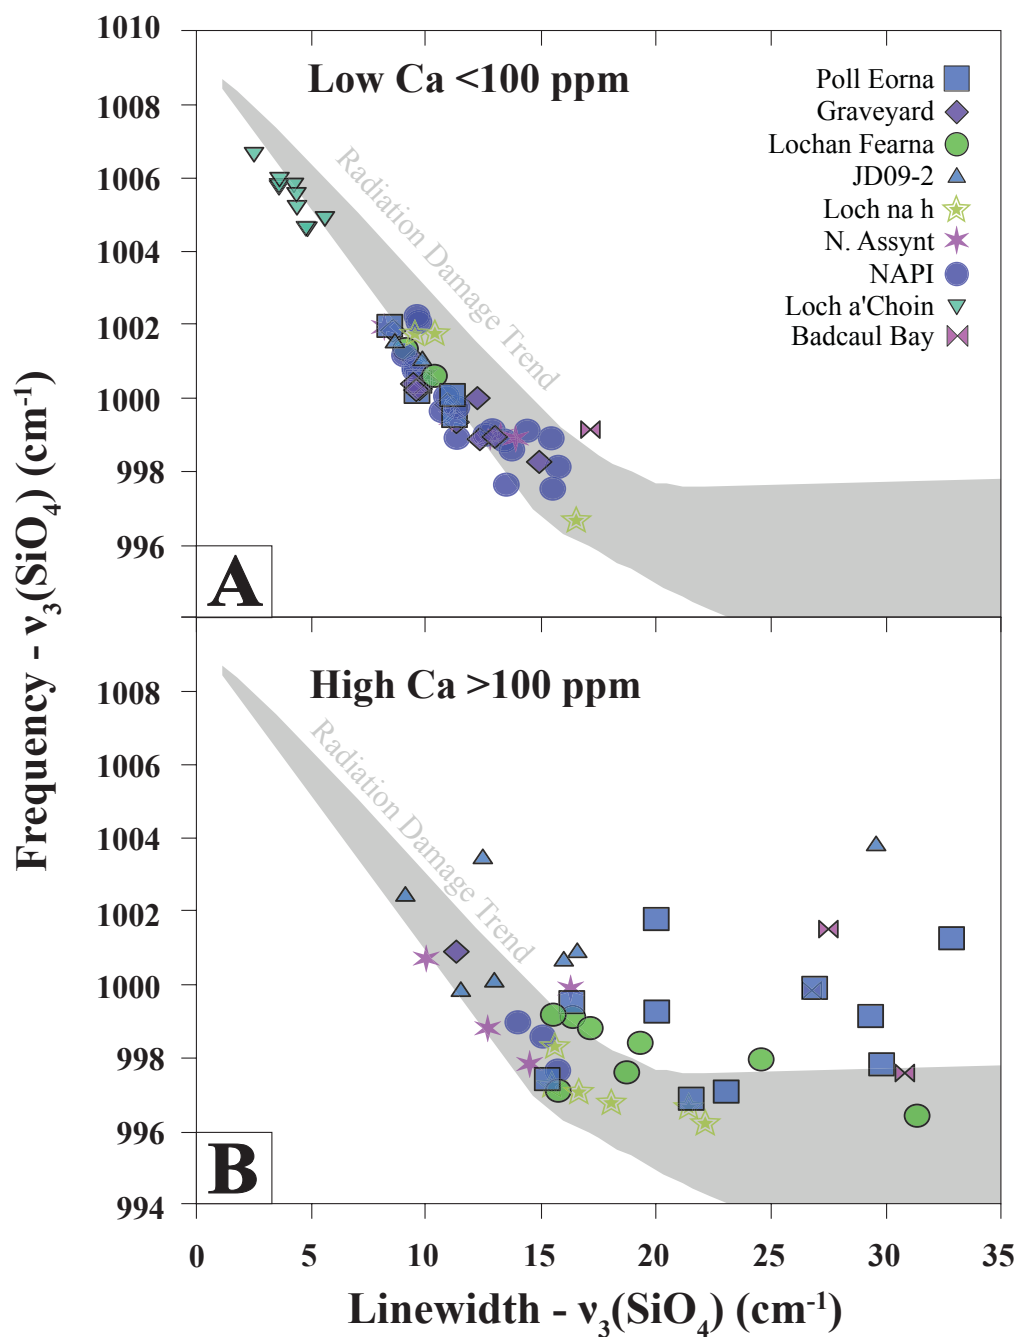 Frequency - ν3(SiO4) (cm-1)
1010
1008
1006
1004
1002
1000
998
996
Low Ca <100 ppm
Radiation Damage Trend
Poll Eorna
Graveyard
Lochan Fearna
JD09-2
Loch na h
N. Assynt
NAPI
Loch a'Choin
Badcaul Bay
A
1008
1006
1004
1002
1000
998
996
994
High Ca >100 ppm
Radiation Damage Trend
B
0 5 10 15 20 25 30 35
Linewidth - ν3(SiO4) (cm-1)